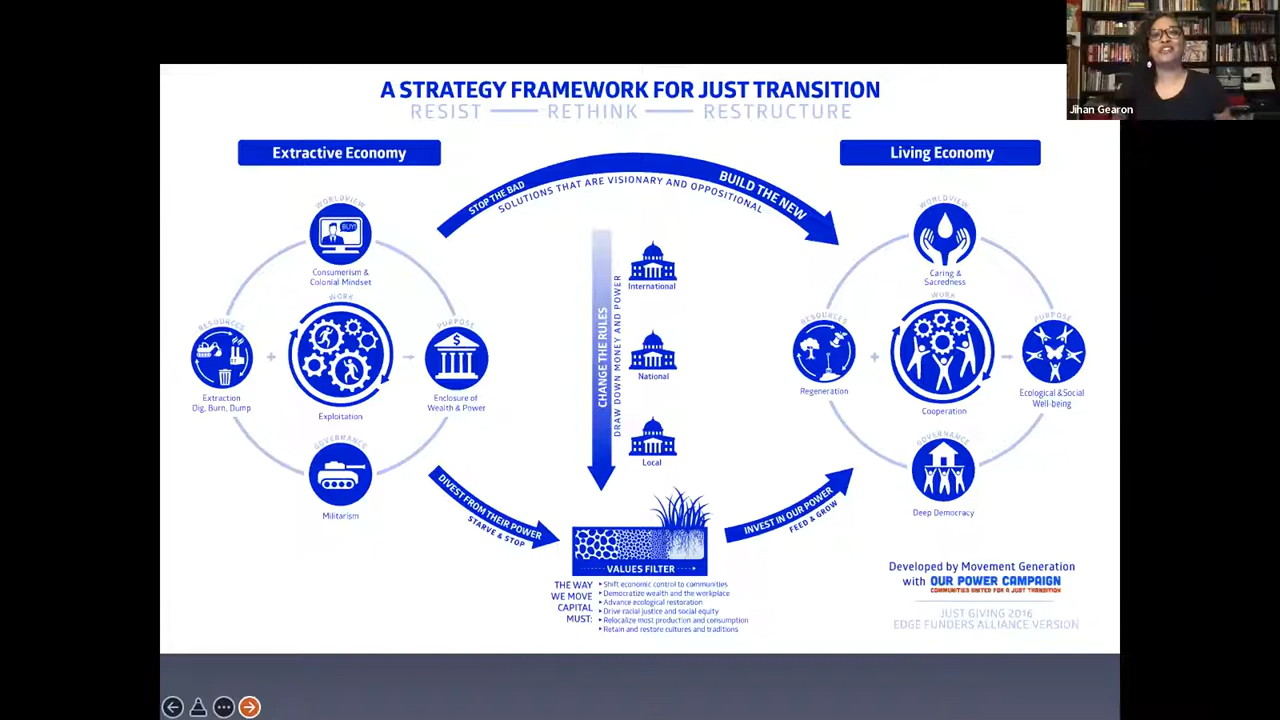 Jihan Gearon
A STRATEGY FRAMEWORK FOR JUST TRANSITION
RESIST — RETHINK — RESTRUCTURE
Extractive Economy
WORLDVIEW
BUY!
Consumerism &
Colonial Mindset
RESOURCES
Extraction
Dig, Burn, Dump
WORK
Exploitation
PURPOSE
$
Enclosure of
Wealth & Power
GOVERNANCE
Militarism
STOP THE BAD
BUILD THE NEW
SOLUTIONS THAT ARE VISIONARY AND OPPOSITIONAL
CHANGE THE RULES
DRAW DOWN MONEY AND POWER
International
National
Local
DIVEST FROM THEIR POWER
STARVE & STOP
VALUES FILTER
INVEST IN OUR POWER
FEED & GROW
THE WAY
WE MOVE
CAPITAL
MUST:
‣ Shift economic control to communities
‣ Democratize wealth and the workplace
‣ Advance ecological restoration
‣ Drive racial justice and social equity
‣ Relocalize most production and consumption
‣ Retain and restore cultures and traditions
Living Economy
WORLDVIEW
Caring &
Sacredness
RESOURCES
Regeneration
WORK
Cooperation
PURPOSE
Ecological & Social
Well-being
GOVERNANCE
Deep Democracy
Developed by Movement Generation
with OUR POWER CAMPAIGN
COMMUNITIES UNITED FOR A JUST TRANSITION
JUST GIVING 2016
EDGE FUNDERS ALLIANCE VERSION